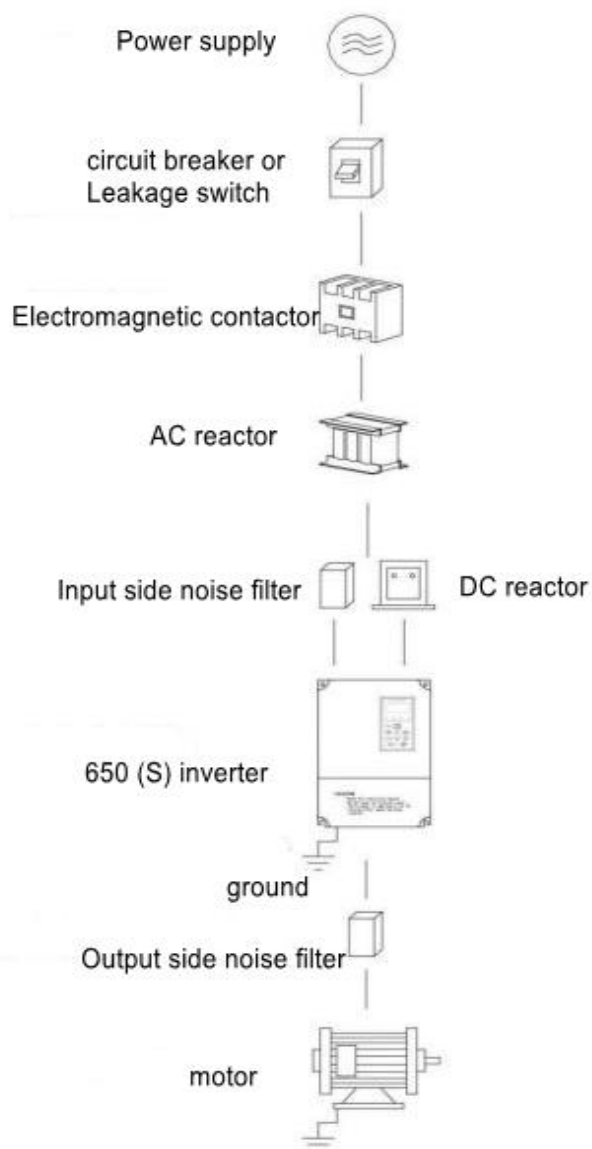 Power supply
circuit breaker or
Leakage switch
Electromagnetic contactor
AC reactor
Input side noise filter
DC reactor
650 (S) inverter
ground
Output side noise filter
motor